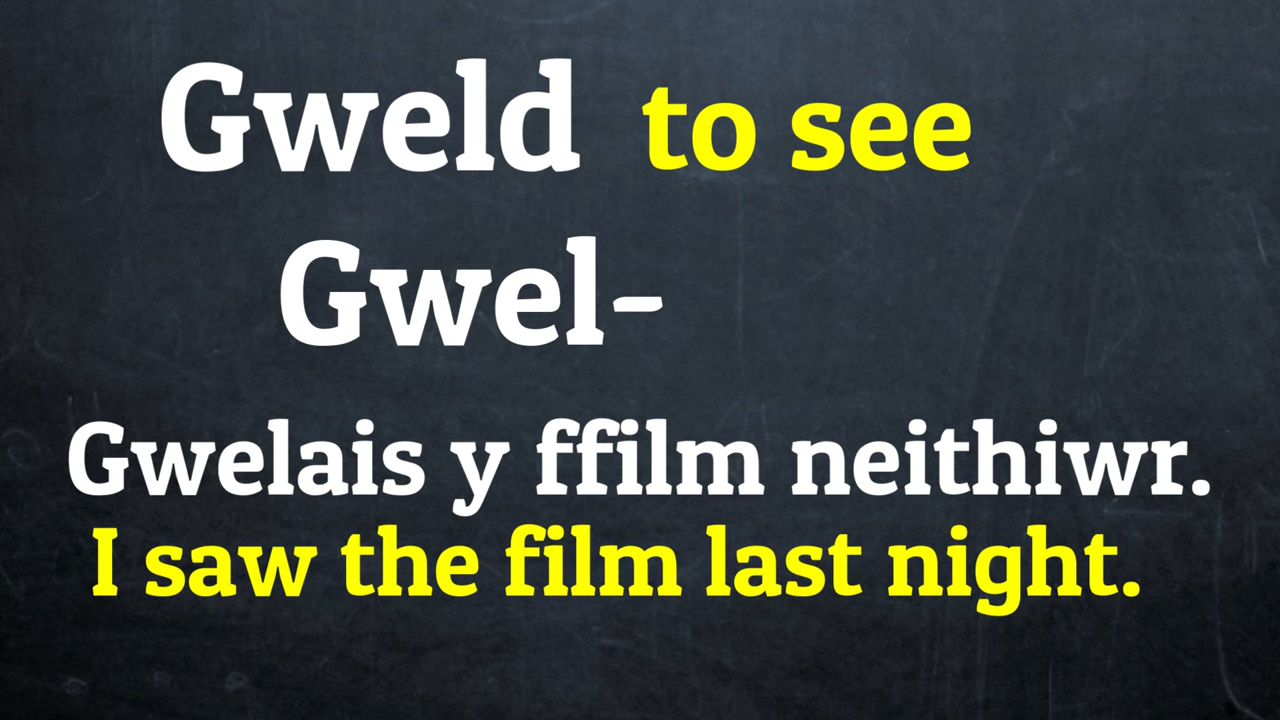 Gweld to see
Gwel-
Gwelais y ffilm neithiwr.
I saw the film last night.